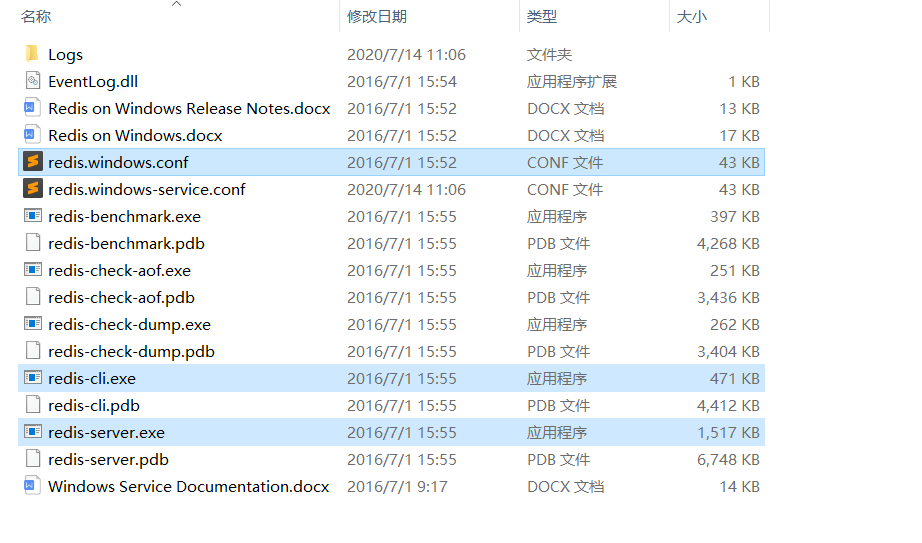 名称 修改日期 类型 大小
Logs 2020/7/14 11:06 文件夹
EventLog.dll 2016/7/1 15:54 应用程序扩展 1 KB
Redis on Windows Release Notes.docx 2016/7/1 15:52 DOCX 文档 13 KB
Redis on Windows.docx 2016/7/1 15:52 DOCX 文档 17 KB
redis.windows.conf 2016/7/1 15:52 CONF 文件 43 KB
redis.windows-service.conf 2020/7/14 11:06 CONF 文件 43 KB
redis-benchmark.exe 2016/7/1 15:55 应用程序 397 KB
redis-benchmark.pdb 2016/7/1 15:55 PDB 文件 4,268 KB
redis-check-aof.exe 2016/7/1 15:55 应用程序 251 KB
redis-check-aof.pdb 2016/7/1 15:55 PDB 文件 3,436 KB
redis-check-dump.exe 2016/7/1 15:55 应用程序 262 KB
redis-check-dump.pdb 2016/7/1 15:55 PDB 文件 3,404 KB
redis-cli.exe 2016/7/1 15:55 应用程序 471 KB
redis-cli.pdb 2016/7/1 15:55 PDB 文件 4,412 KB
redis-server.exe 2016/7/1 15:55 应用程序 1,517 KB
redis-server.pdb 2016/7/1 15:55 PDB 文件 6,748 KB
Windows Service Documentation.docx 2016/7/1 9:17 DOCX 文档 14 KB